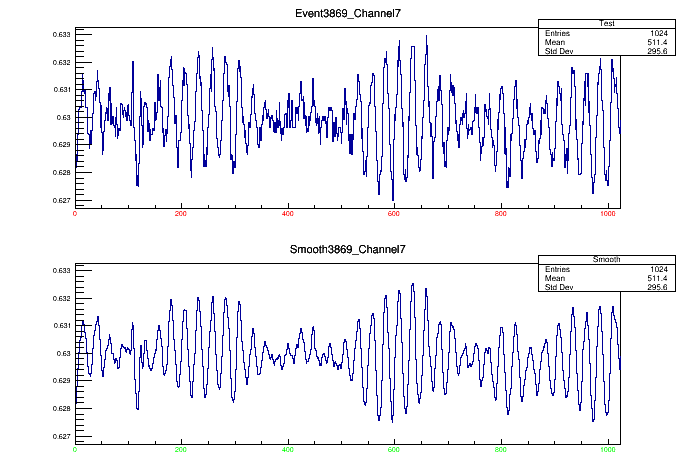 Event3869_Channel7
Test
Entries 1024
Mean 511.4
Std Dev 295.6
0.633
0.632
0.631
0.63
0.629
0.628
0.627
0 200 400 600 800 1000
Smooth3869_Channel7
Smooth
Entries 1024
Mean 511.4
Std Dev 295.6
0.633
0.632
0.631
0.63
0.629
0.628
0.627
0 200 400 600 800 1000